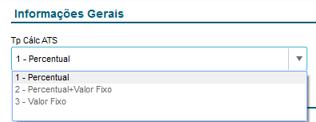 Informações Gerais
Tp Cálc ATS
1 - Percentual
1 - Percentual
2 - Percentual+Valor Fixo
3 - Valor Fixo